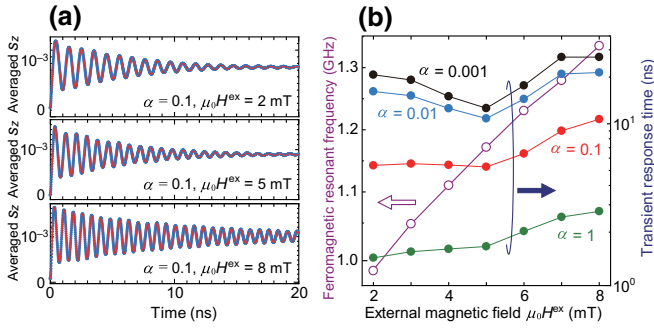 (a)
Averaged Sz
10⁻³
0
α = 0.1, μ₀Hᵉˣ = 2 mT
Averaged Sz
10⁻³
0
α = 0.1, μ₀Hᵉˣ = 5 mT
Averaged Sz
10⁻³
0
α = 0.1, μ₀Hᵉˣ = 8 mT
0 10 20
Time (ns)
(b)
Ferromagnetic resonant frequency (GHz)
1.3
1.2
1.1
1.0
α = 0.001
α = 0.01
α = 0.1
α = 1
10¹
10⁰
Transient response time (ns)
2 3 4 5 6 7 8
External magnetic field μ₀Hᵉˣ (mT)